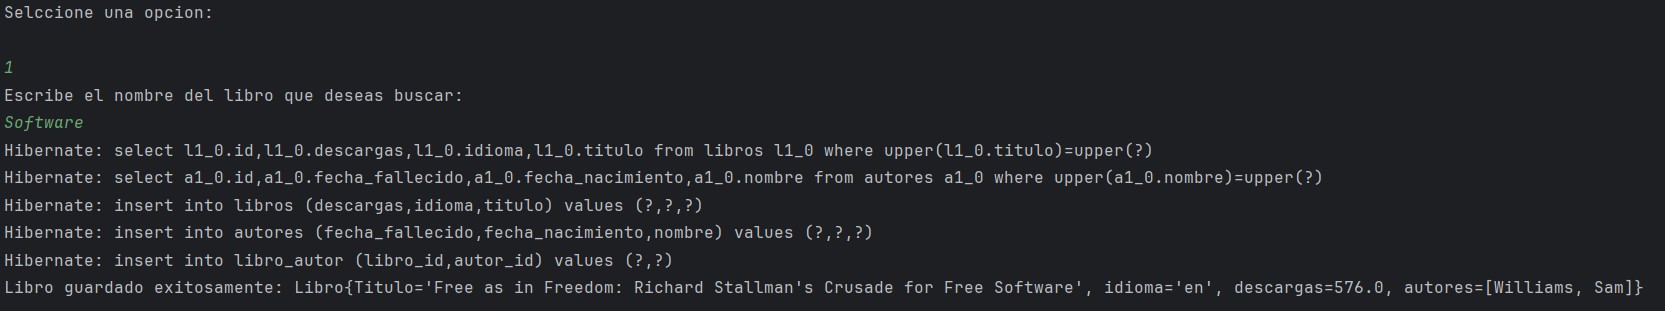 Selccione una opcion:
1
Escribe el nombre del libro que deseas buscar:
Software
Hibernate: select l1_0.id,l1_0.descargas,l1_0.idioma,l1_0.titulo from libros l1_0 where upper(l1_0.titulo)=upper(?)
Hibernate: select a1_0.id,a1_0.fecha_fallecido,a1_0.fecha_nacimiento,a1_0.nombre from autores a1_0 where upper(a1_0.nombre)=upper(?)
Hibernate: insert into libros (descargas,idioma,titulo) values (?,?,?)
Hibernate: insert into autores (fecha_fallecido,fecha_nacimiento,nombre) values (?,?,?)
Hibernate: insert into libro_autor (libro_id,autor_id) values (?,?)
Libro guardado exitosamente: Libro{Titulo='Free as in Freedom: Richard Stallman's Crusade for Free Software', idioma='en', descargas=576.0, autores=[Williams, Sam]}